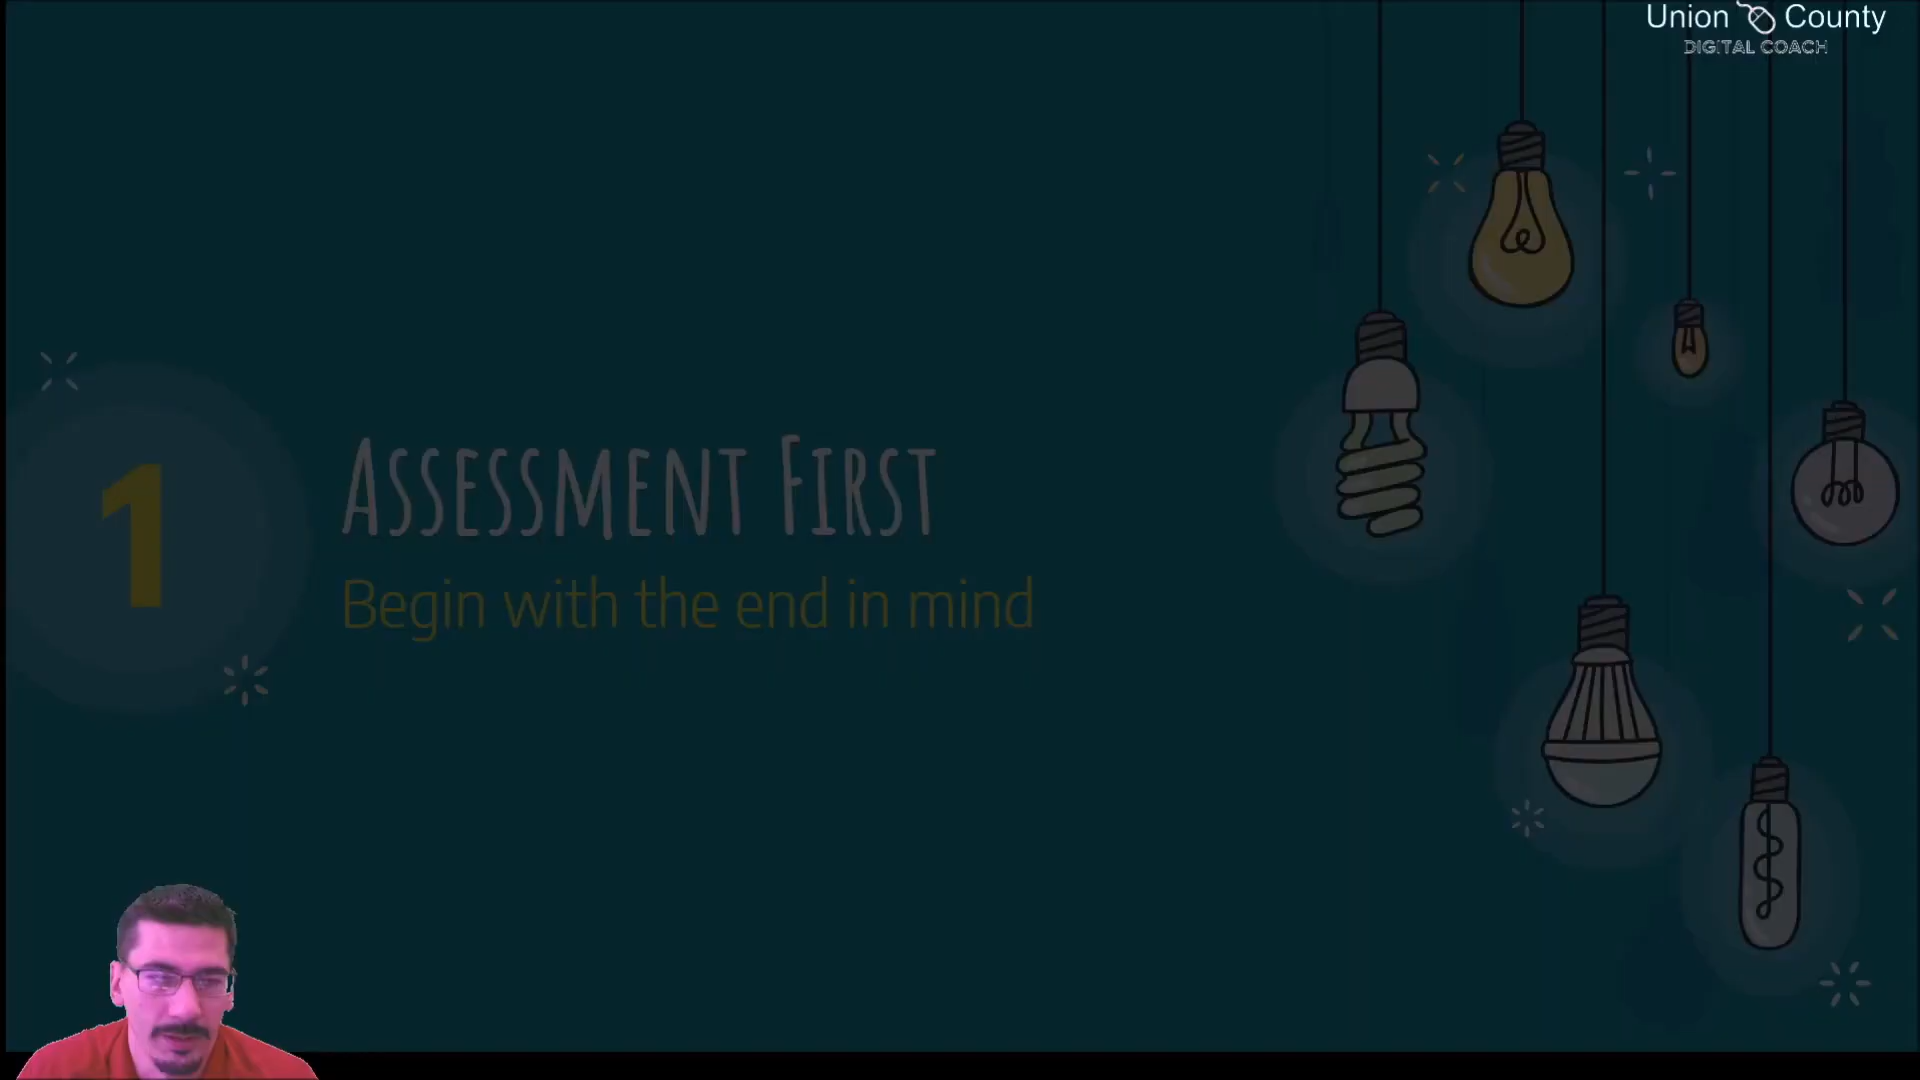 Union County
DIGITAL COACH
1
ASSESSMENT FIRST
Begin with the end in mind